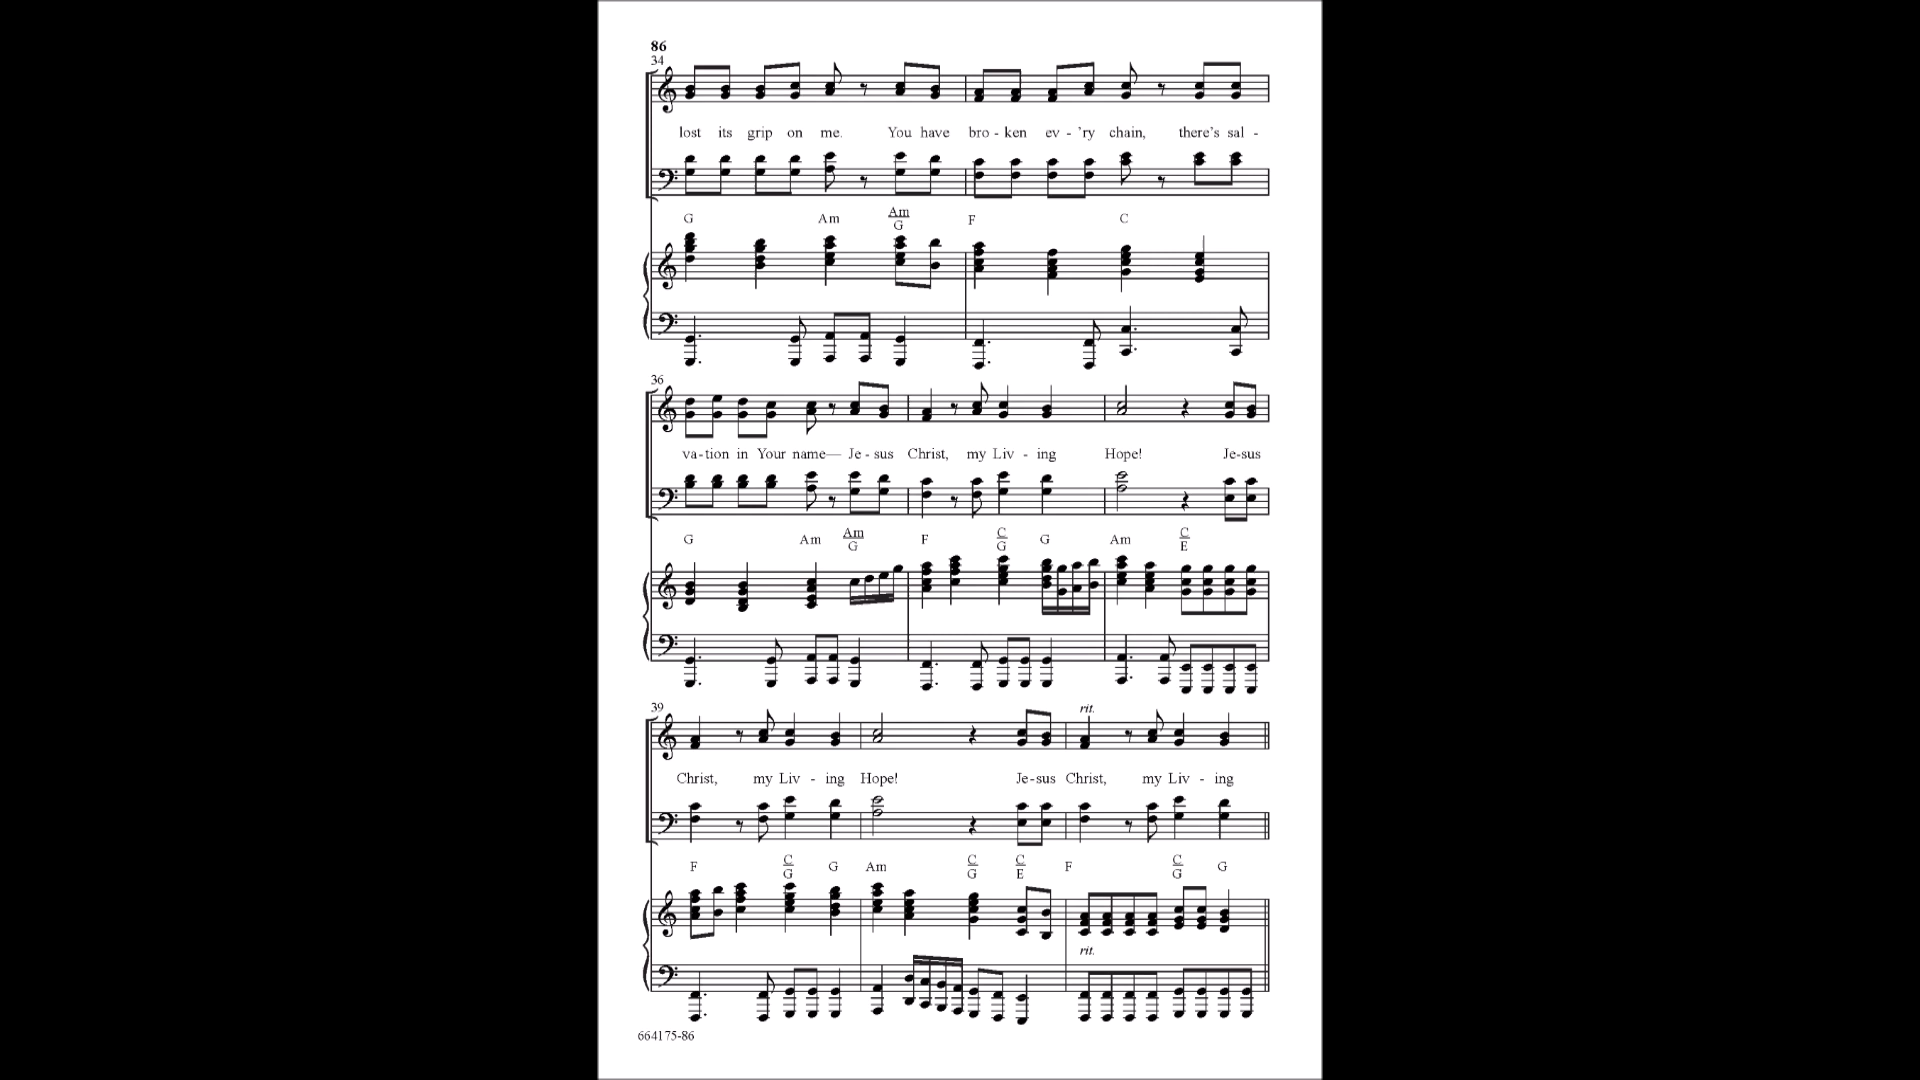 86
34
lost its grip on me. You have bro - ken ev - 'ry chain, there's sal -
G Am Am/G F C
36
va - tion in Your name— Je - sus Christ, my Liv - ing Hope! Je - sus
G Am Am/G F C/G G Am C/E
39
rit.
Christ, my Liv - ing Hope! Je - sus Christ, my Liv - ing
F C/G G Am C/G C/E F C/G G
rit.
664175-86